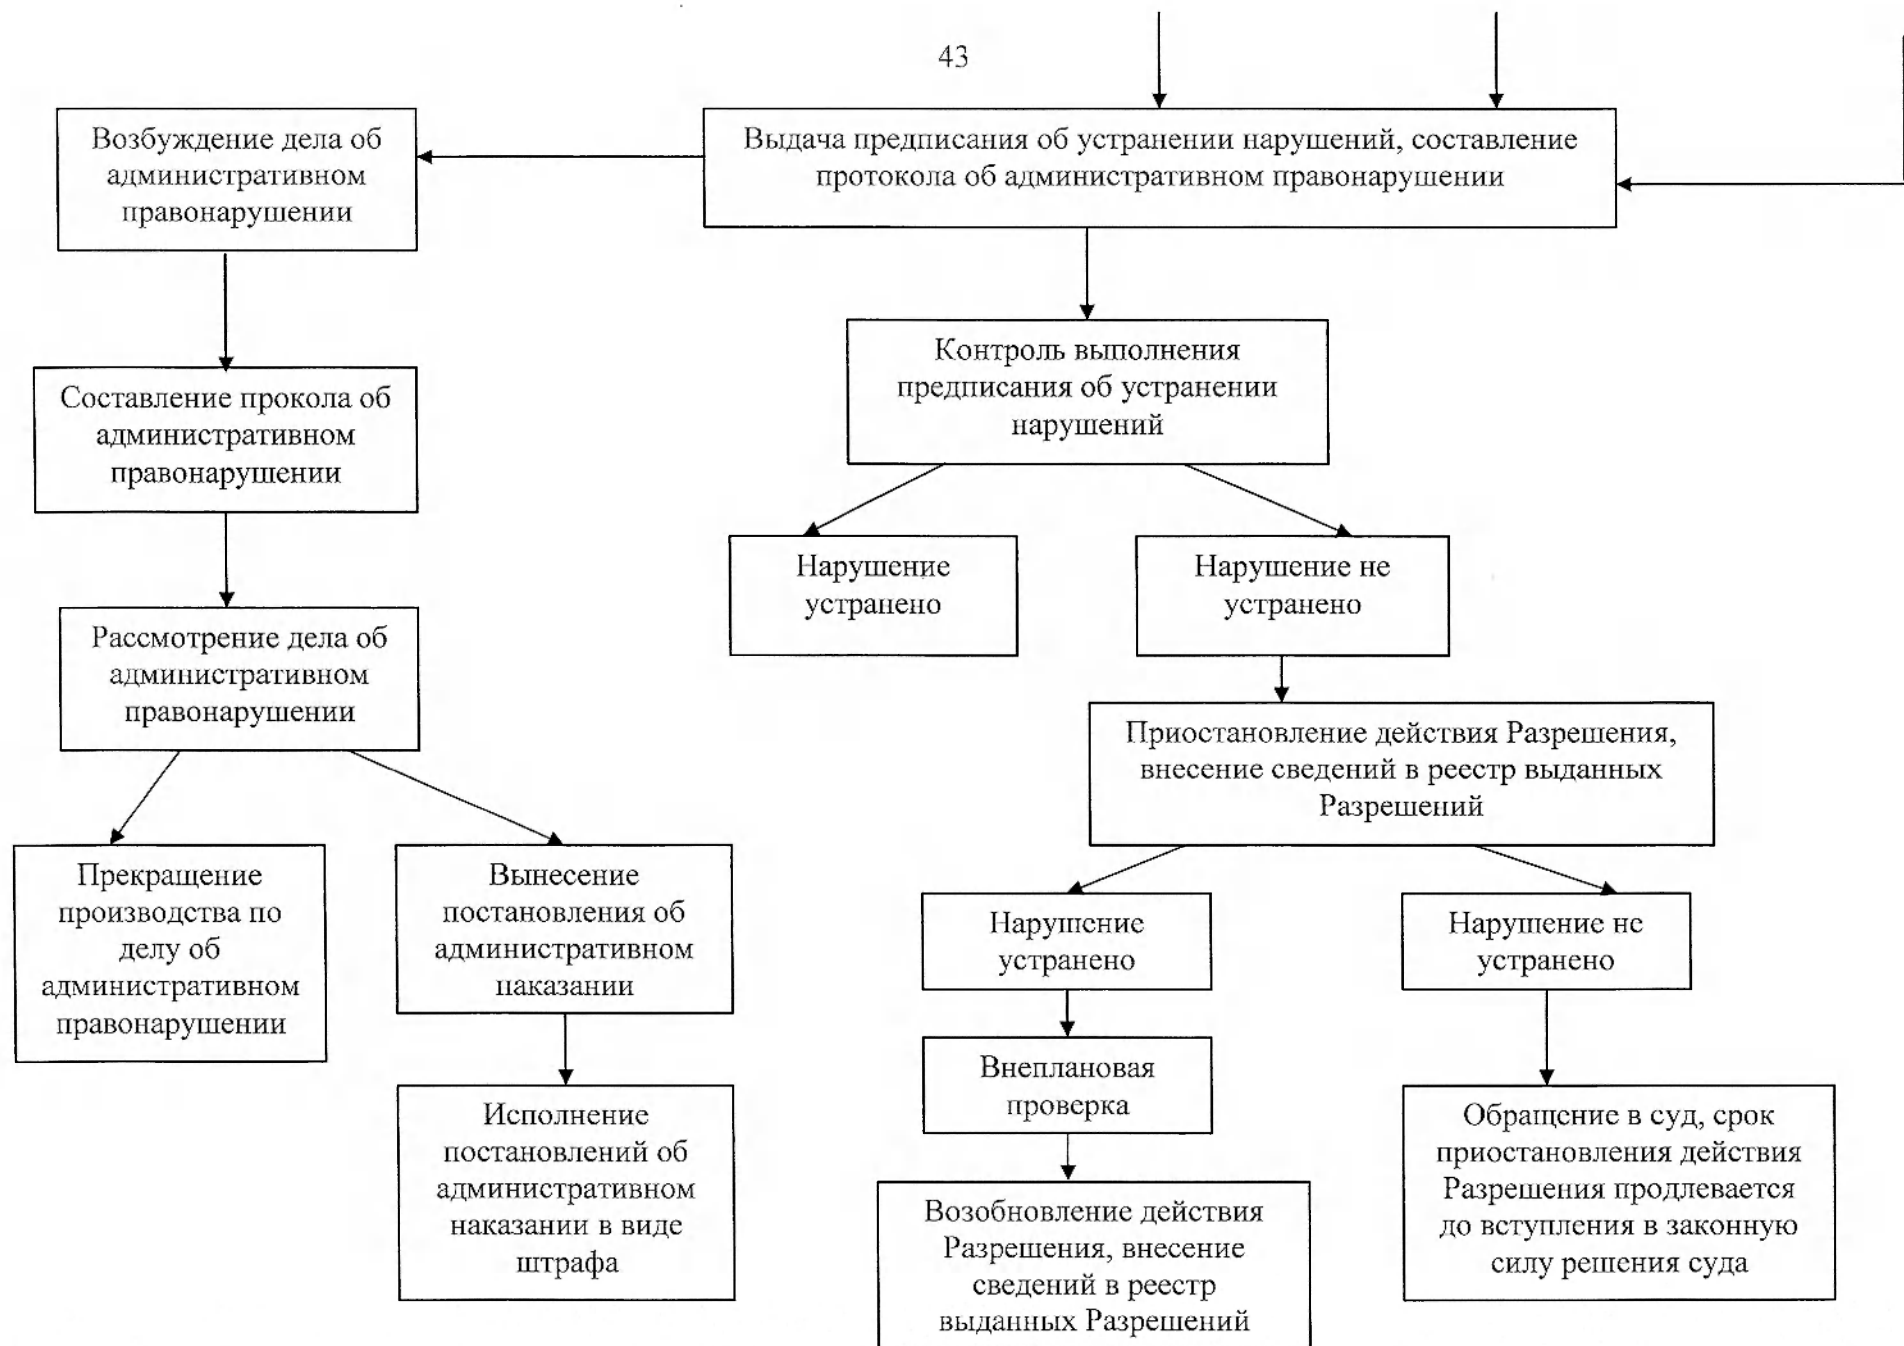 43
Возбуждение дела об
административном
правонарушении
Выдача предписания об устранении нарушений, составление
протокола об административном правонарушении
Контроль выполнения
предписания об устранении
нарушений
Составление прокола об
административном
правонарушении
Нарушение
устранено
Нарушение не
устранено
Рассмотрение дела об
административном
правонарушении
Приостановление действия Разрешения,
внесение сведений в реестр выданных
Разрешений
Прекращение
производства по
делу об
административном
правонарушении
Вынесение
постановления об
административном
наказании
Нарушение
устранено
Нарушение не
устранено
Внеплановая
проверка
Исполнение
постановлений об
административном
наказании в виде
штрафа
Обращение в суд, срок
приостановления действия
Разрешения продлевается
до вступления в законную
силу решения суда
Возобновление действия
Разрешения, внесение
сведений в реестр
выданных Разрешений